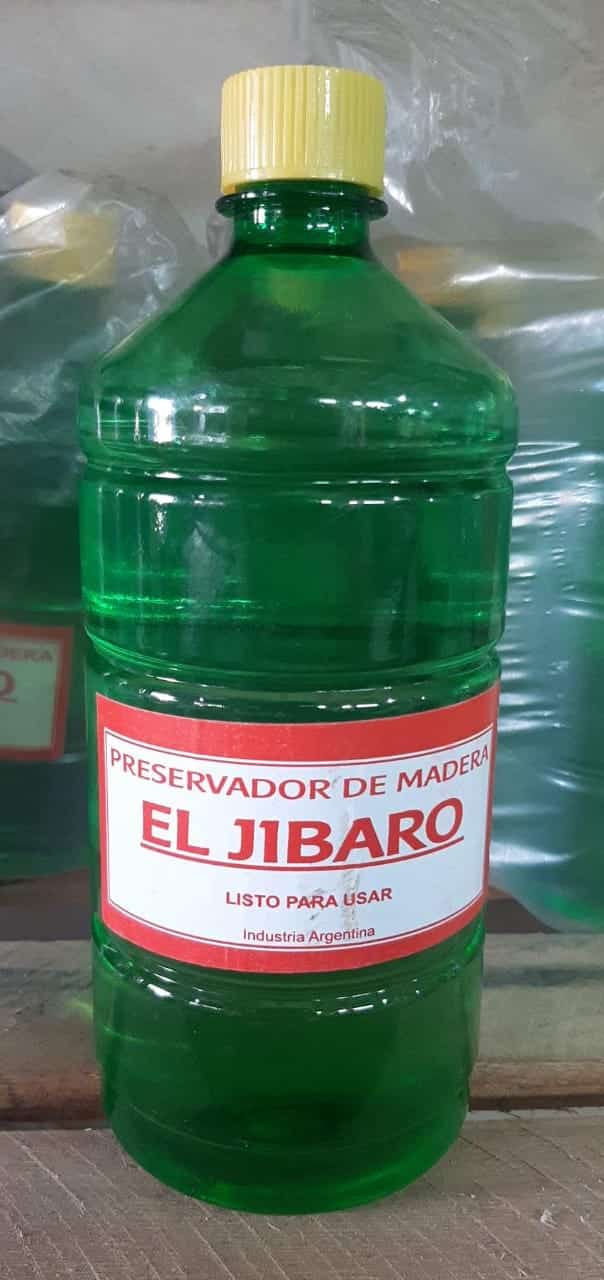 PRESERVADOR DE MADERA
EL JIBARO
LISTO PARA USAR
Industria Argentina